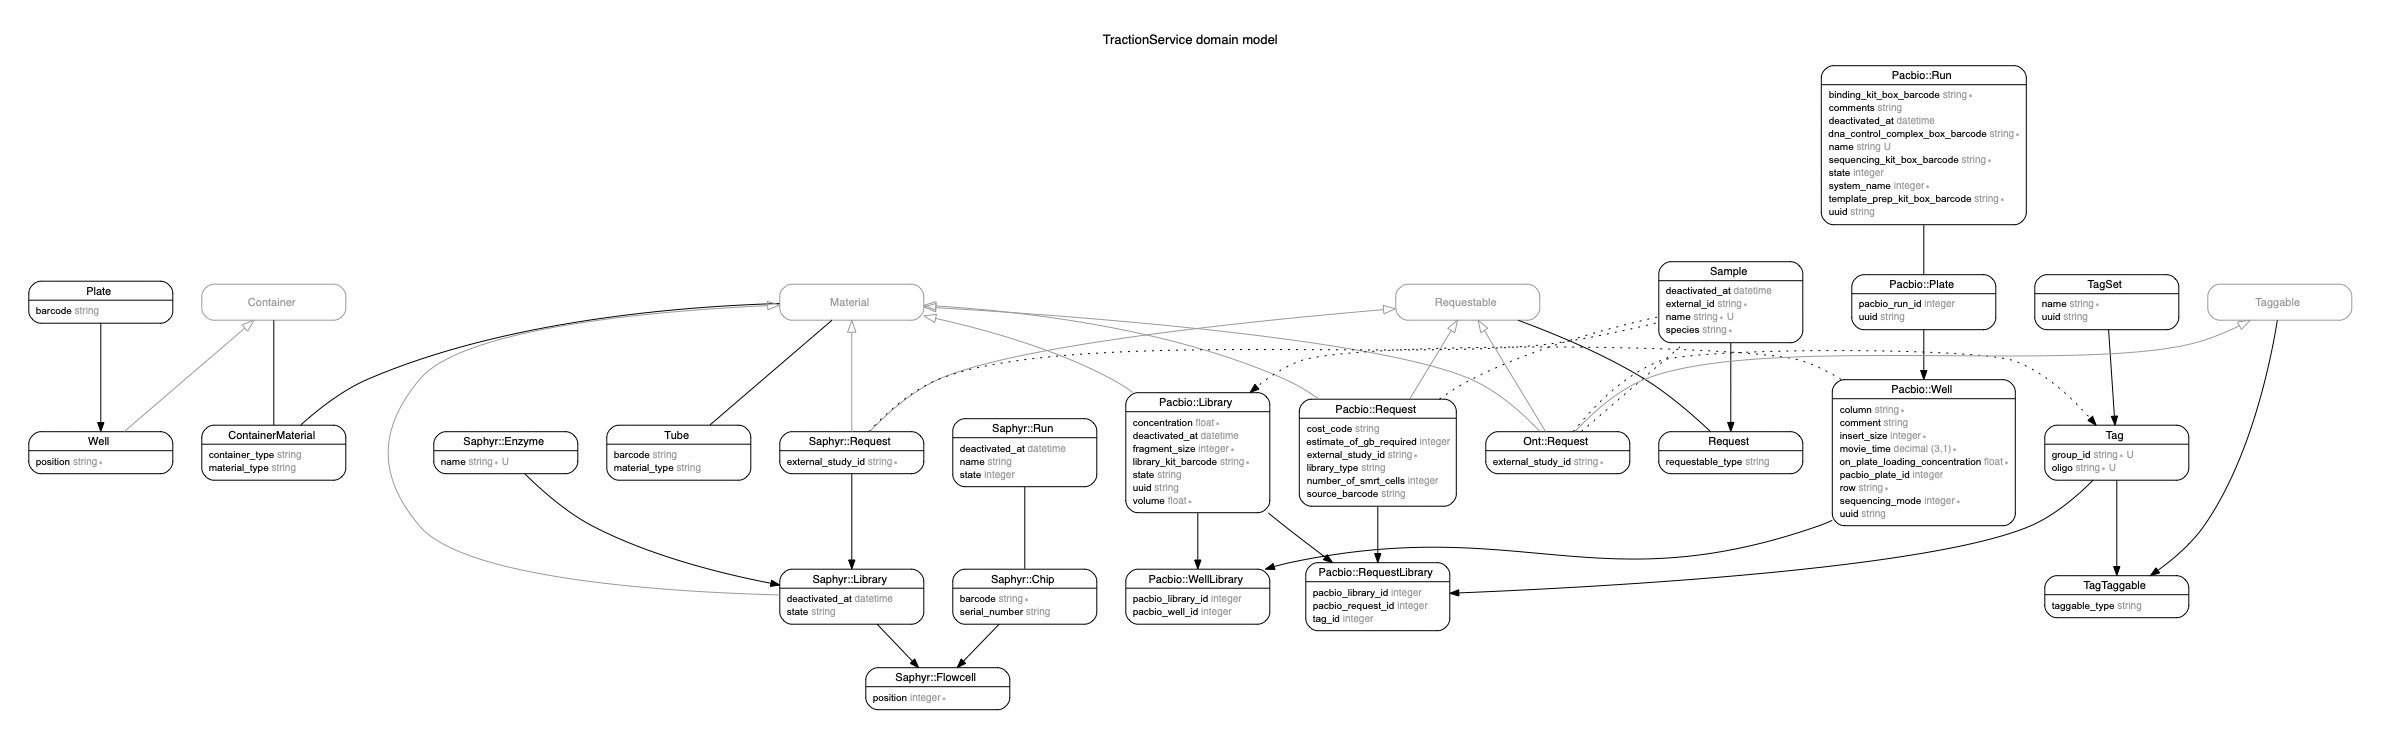 TractionService domain model
Pacbio::Run
binding_kit_box_barcode string *
comments string
deactivated_at datetime
dna_control_complex_box_barcode string *
name string U
sequencing_kit_box_barcode string *
state integer
system_name integer *
template_prep_kit_box_barcode string *
uuid string
Plate
barcode string
Container
Material
Requestable
Sample
deactivated_at datetime
external_id string *
name string * U
species string *
Pacbio::Plate
pacbio_run_id integer
uuid string
TagSet
name string *
uuid string
Taggable
Well
position string *
ContainerMaterial
container_type string
material_type string
Saphyr::Enzyme
name string * U
Tube
barcode string
material_type string
Saphyr::Request
external_study_id string *
Saphyr::Run
deactivated_at datetime
name string
state integer
Pacbio::Library
concentration float *
deactivated_at datetime
fragment_size integer *
library_kit_barcode string *
state string
uuid string
volume float *
Pacbio::Request
cost_code string
estimate_of_gb_required integer
external_study_id string *
library_type string
number_of_smrt_cells integer
source_barcode string
Ont::Request
external_study_id string *
Request
requestable_type string
Pacbio::Well
column string *
comment string
insert_size integer *
movie_time decimal (3,1) *
on_plate_loading_concentration float *
pacbio_plate_id integer
row string *
sequencing_mode integer *
uuid string
Tag
group_id string * U
oligo string * U
Saphyr::Library
deactivated_at datetime
state string
Saphyr::Chip
barcode string *
serial_number string
Pacbio::WellLibrary
pacbio_library_id integer
pacbio_well_id integer
Pacbio::RequestLibrary
pacbio_library_id integer
pacbio_request_id integer
tag_id integer
TagTaggable
taggable_type string
Saphyr::Flowcell
position integer *